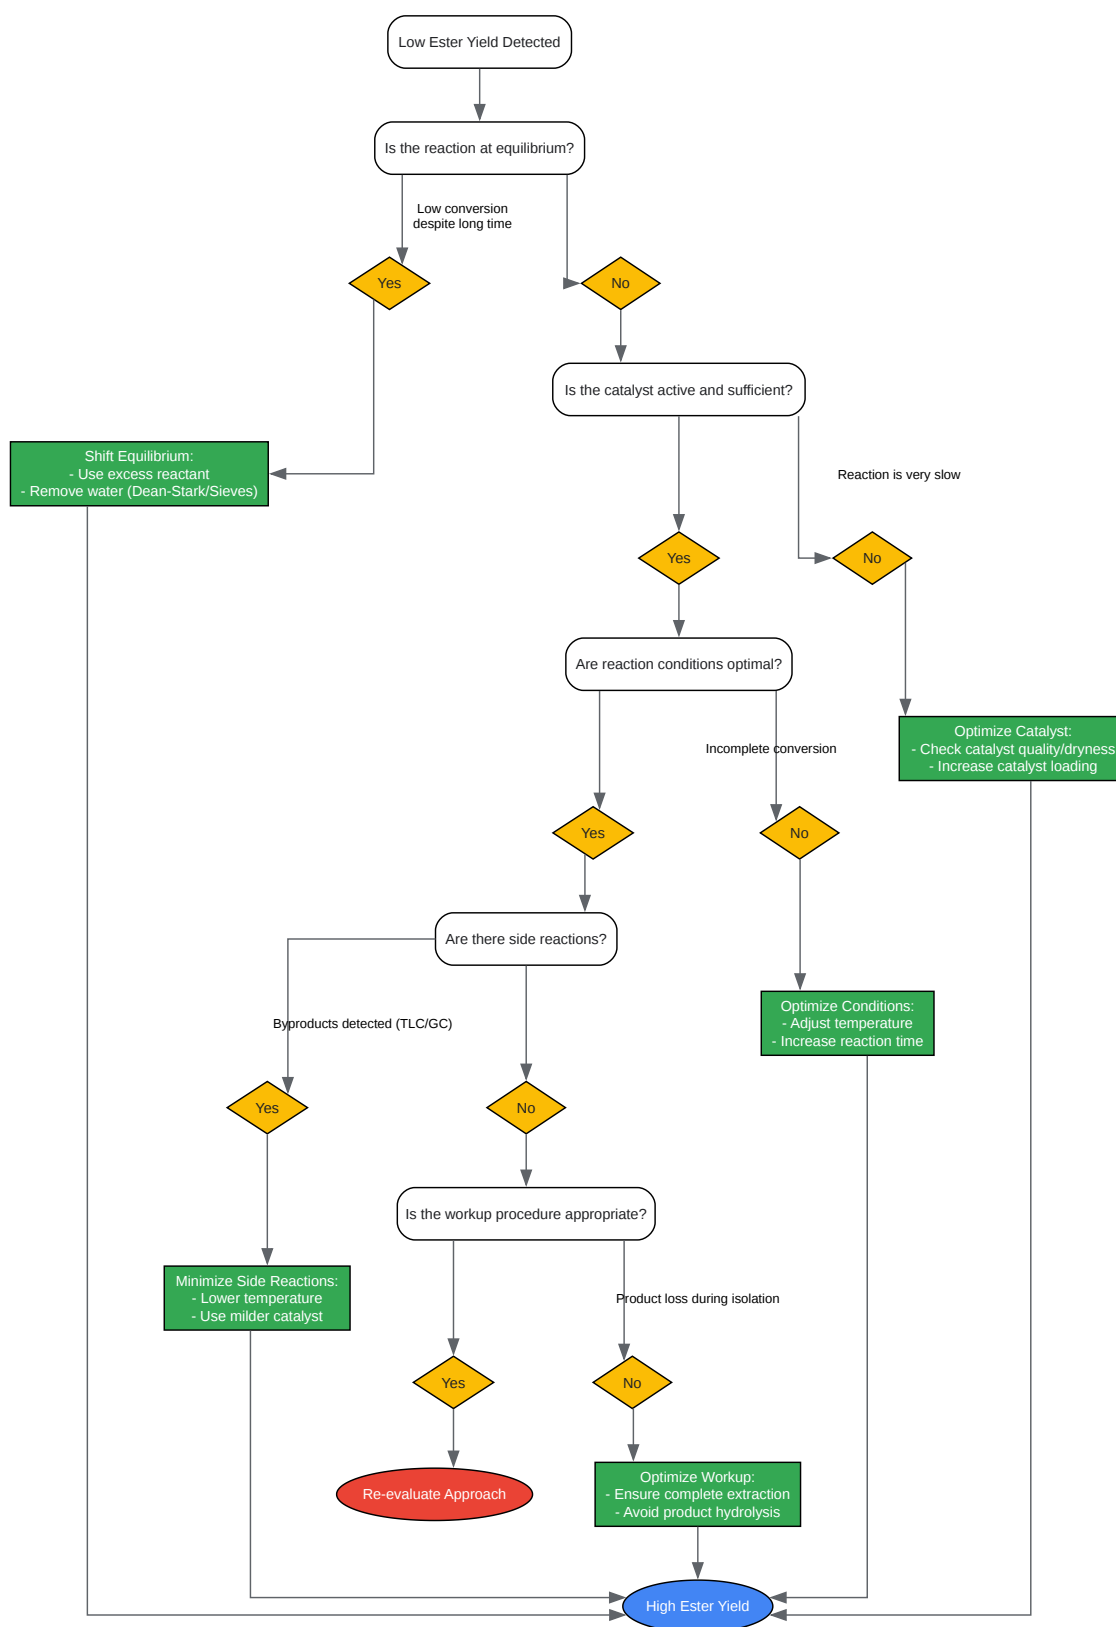 Low Ester Yield Detected
Is the reaction at equilibrium?
Low conversion
despite long time
Yes
No
Is the catalyst active and sufficient?
Shift Equilibrium:
- Use excess reactant
- Remove water (Dean-Stark/Sieves)
Reaction is very slow
Yes
No
Are reaction conditions optimal?
Optimize Catalyst:
- Check catalyst quality/dryness
- Increase catalyst loading
Incomplete conversion
Yes
No
Are there side reactions?
Optimize Conditions:
- Adjust temperature
- Increase reaction time
Byproducts detected (TLC/GC)
Yes
No
Is the workup procedure appropriate?
Minimize Side Reactions:
- Lower temperature
- Use milder catalyst
Product loss during isolation
Yes
No
Re-evaluate Approach
Optimize Workup:
- Ensure complete extraction
- Avoid product hydrolysis
High Ester Yield